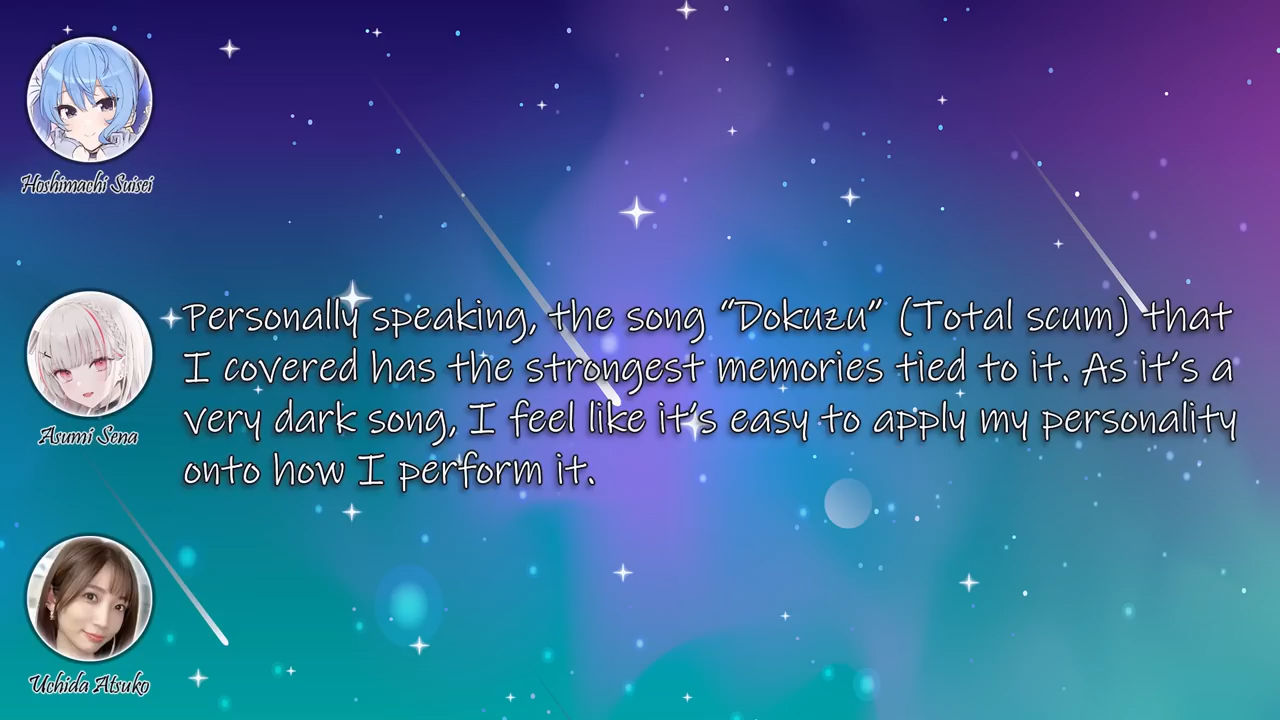 Hoshimachi Suisei
Personally speaking, the song “Dokuzu” (Total scum) that
I covered has the strongest memories tied to it. As it’s a
very dark song, I feel like it’s easy to apply my personality
onto how I perform it.
Asumi Sena
Uchida Atsuko